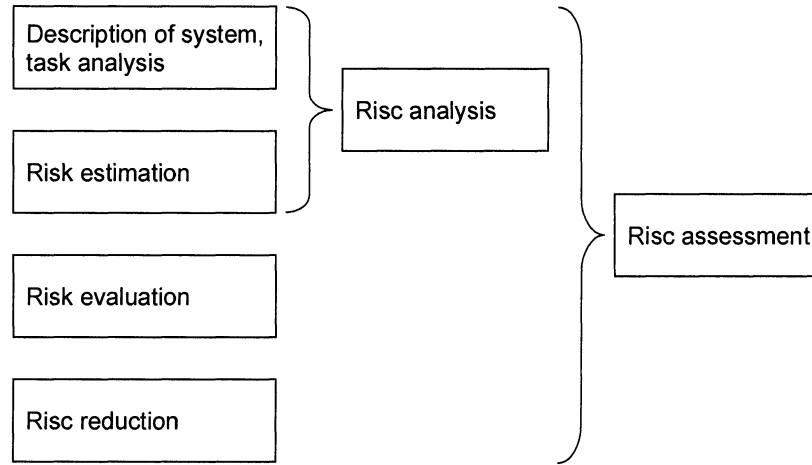 Description of system,
task analysis
Risc analysis
Risk estimation
Risc assessment
Risk evaluation
Risc reduction